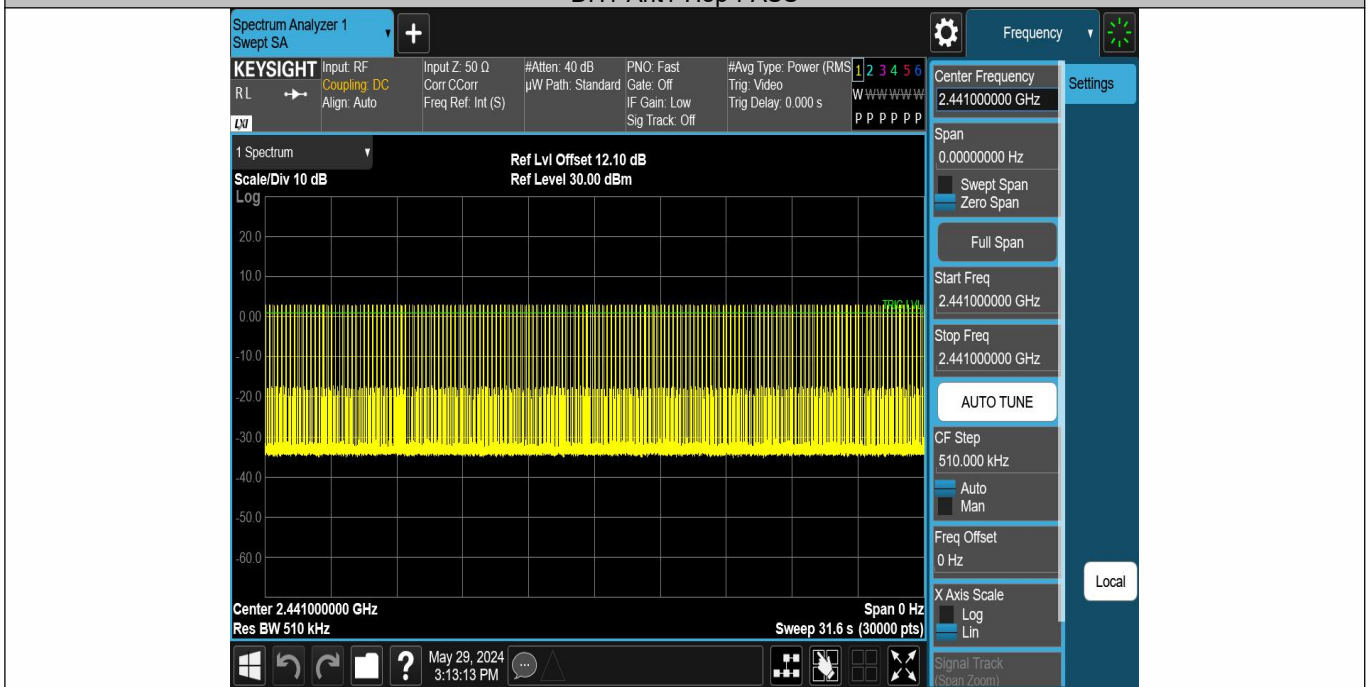 Spectrum Analyzer 1
Swept SA
+
Frequency
KEYSIGHT
RL
LXI
Input: RF
Coupling: DC
Align: Auto
Input Z: 50 Ω
Corr CCorr
Freq Ref: Int (S)
#Atten: 40 dB
µW Path: Standard
PNO: Fast
Gate: Off
IF Gain: Low
Sig Track: Off
#Avg Type: Power (RMS
Trig: Video
Trig Delay: 0.000 s
1 2 3 4 5 6
W W W W W W
P P P P P P
1 Spectrum
Scale/Div 10 dB
Ref Lvl Offset 12.10 dB
Ref Level 30.00 dBm
Log
20.0
10.0
0.00
-10.0
-20.0
-30.0
-40.0
-50.0
-60.0
TRIG LVL
Center 2.441000000 GHz
Res BW 510 kHz
Span 0 Hz
Sweep 31.6 s (30000 pts)
Center Frequency
2.441000000 GHz
Settings
Span
0.00000000 Hz
Swept Span
Zero Span
Full Span
Start Freq
2.441000000 GHz
Stop Freq
2.441000000 GHz
AUTO TUNE
CF Step
510.000 kHz
Auto
Man
Freq Offset
0 Hz
X Axis Scale
Log
Lin
Signal Track
(Span Zoom)
Local
?
May 29, 2024
3:13:13 PM